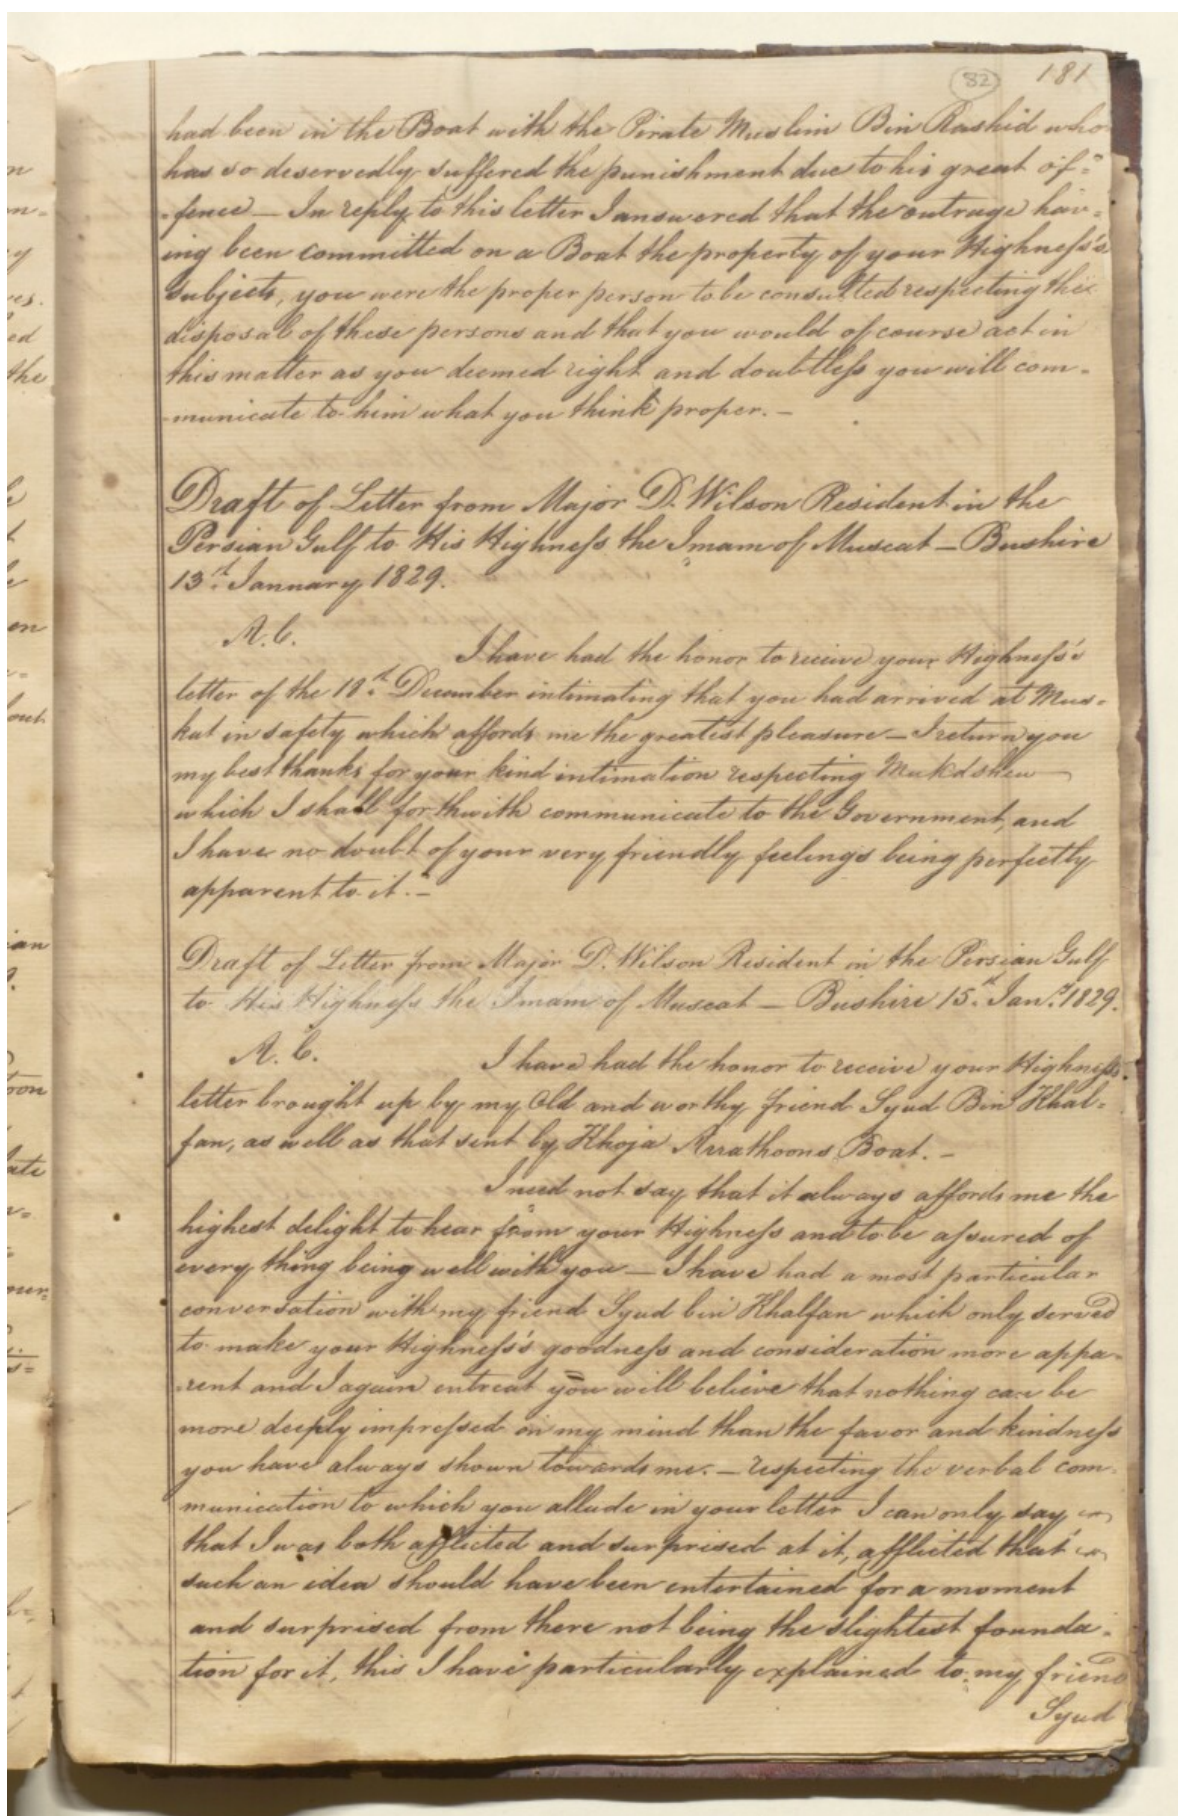 82 181
had been in the Boat with the Pirate Muslim Bin Rashid who
has so deservedly suffered the punishment due to his great of=
-fence — In reply to this letter I answered that the outrage hav=
ing been committed on a Boat the property of your Highness's
subjects, you were the proper person to be consulted respecting the
disposal of these persons and that you would of course act in
this matter as you deemed right and doubtless you will com-
-municate to him what you think proper. —
Draft of Letter from Major D. Wilson Resident in the
Persian Gulf to His Highness the Imam of Muscat — Bushire
13th January 1829.
A.C.
I have had the honor to receive your Highness's
letter of the 18th December intimating that you had arrived at Mus-
kat in safety which affords me the greatest pleasure — I return you
my best thanks for your kind intimation respecting Mukdshu
which I shall forthwith communicate to the Government, and
I have no doubt of your very friendly feelings being perfectly
apparent to it. —
Draft of Letter from Major D. Wilson Resident in the Persian Gulf
to His Highness the Imam of Muscat — Bushire 15th Jany. 1829.
A.C.
I have had the honor to receive your Highness
letter brought up by my Old and worthy friend Syud Bin Khal=
fan, as well as that sent by Khoja Arrathoons Boat. —
I need not say that it always affords me the
highest delight to hear from your Highness and to be assured of
every thing being well with you — I have had a most particular
conversation with my friend Syud bin Khalfan which only served
to make your Highness's goodness and consideration more appa-
-rent and I again entreat you will believe that nothing can be
more deeply impressed on my mind than the favor and kindness
you have always shown towards me. — respecting the verbal com-
munication to which you allude in your letter I can only say
that I was both afflicted and surprised at it, afflicted that
such an idea should have been entertained for a moment
and surprised from there not being the slightest founda-
tion for it, this I have particularly explained to my friend
Syud